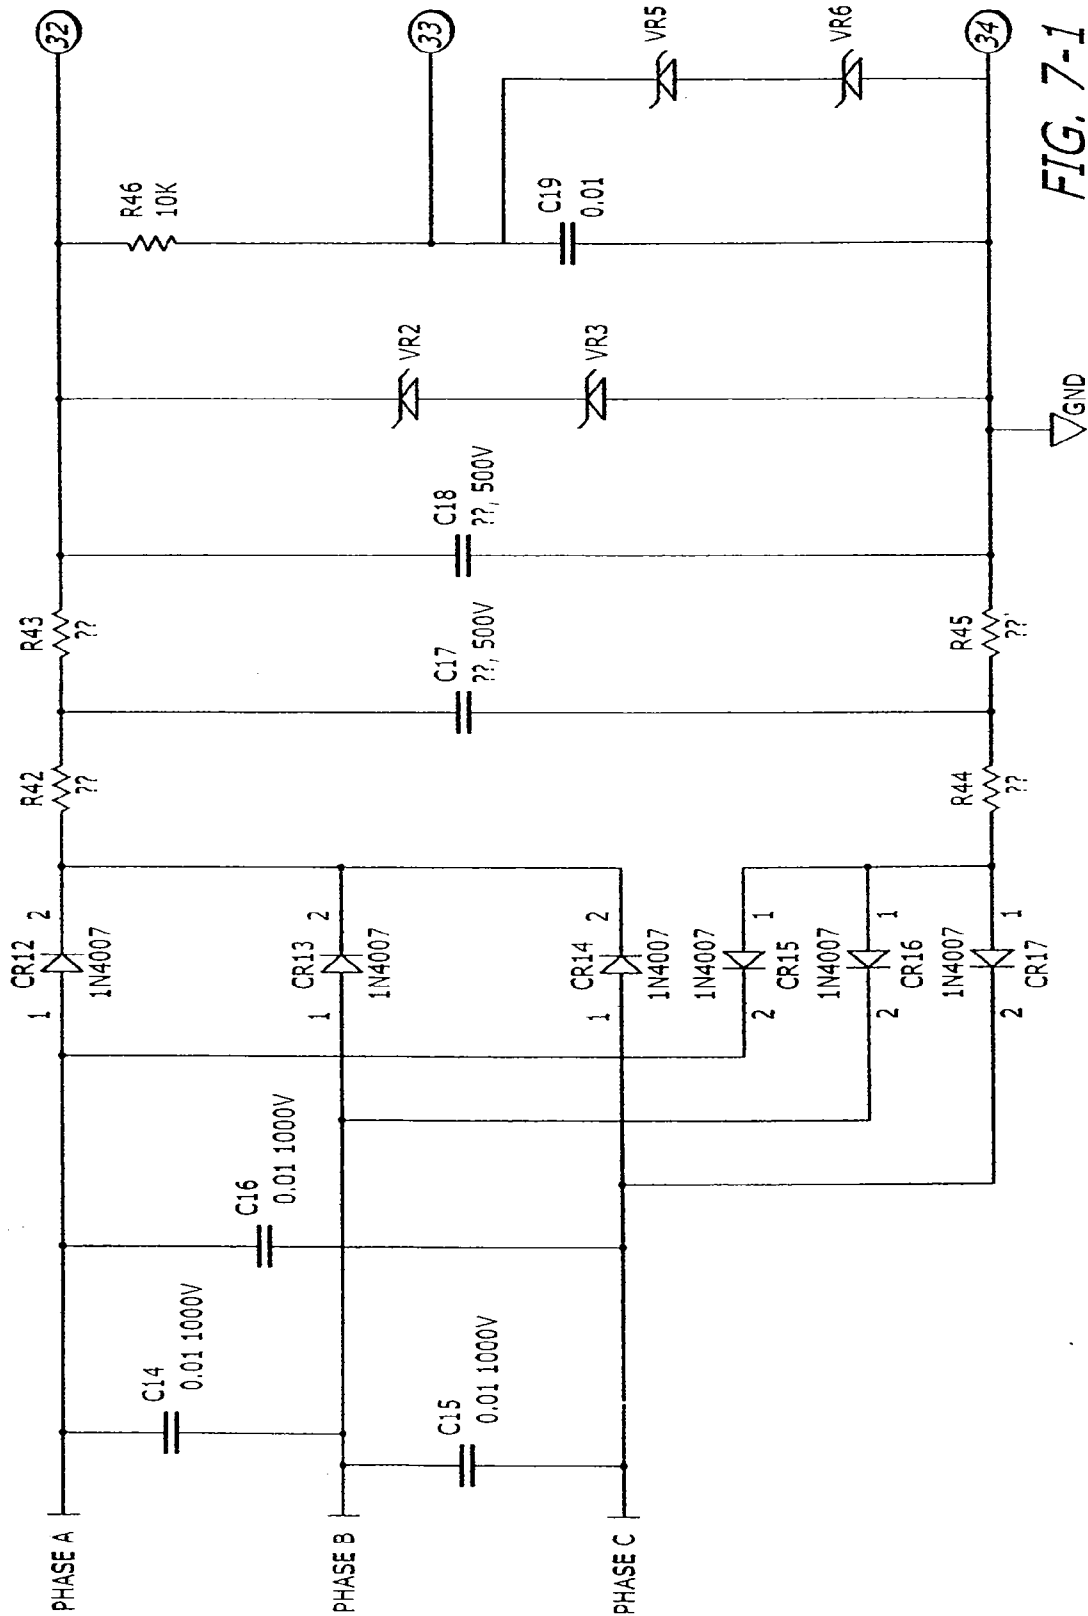 PHASE A
PHASE B
PHASE C
C14
0.01 1000V
C15
0.01 1000V
C16
0.01 1000V
1
CR12
2
1N4007
1
CR13
2
1N4007
1
CR14
2
1N4007
1N4007
2
CR15
1
1N4007
2
CR16
1
1N4007
2
CR17
1
R42
??
R43
??
R44
??
R45
??
C17
??, 500V
C18
??, 500V
VR2
VR3
GND
R46
10K
C19
0.01
VR5
VR6
32
33
34
FIG. 7-1